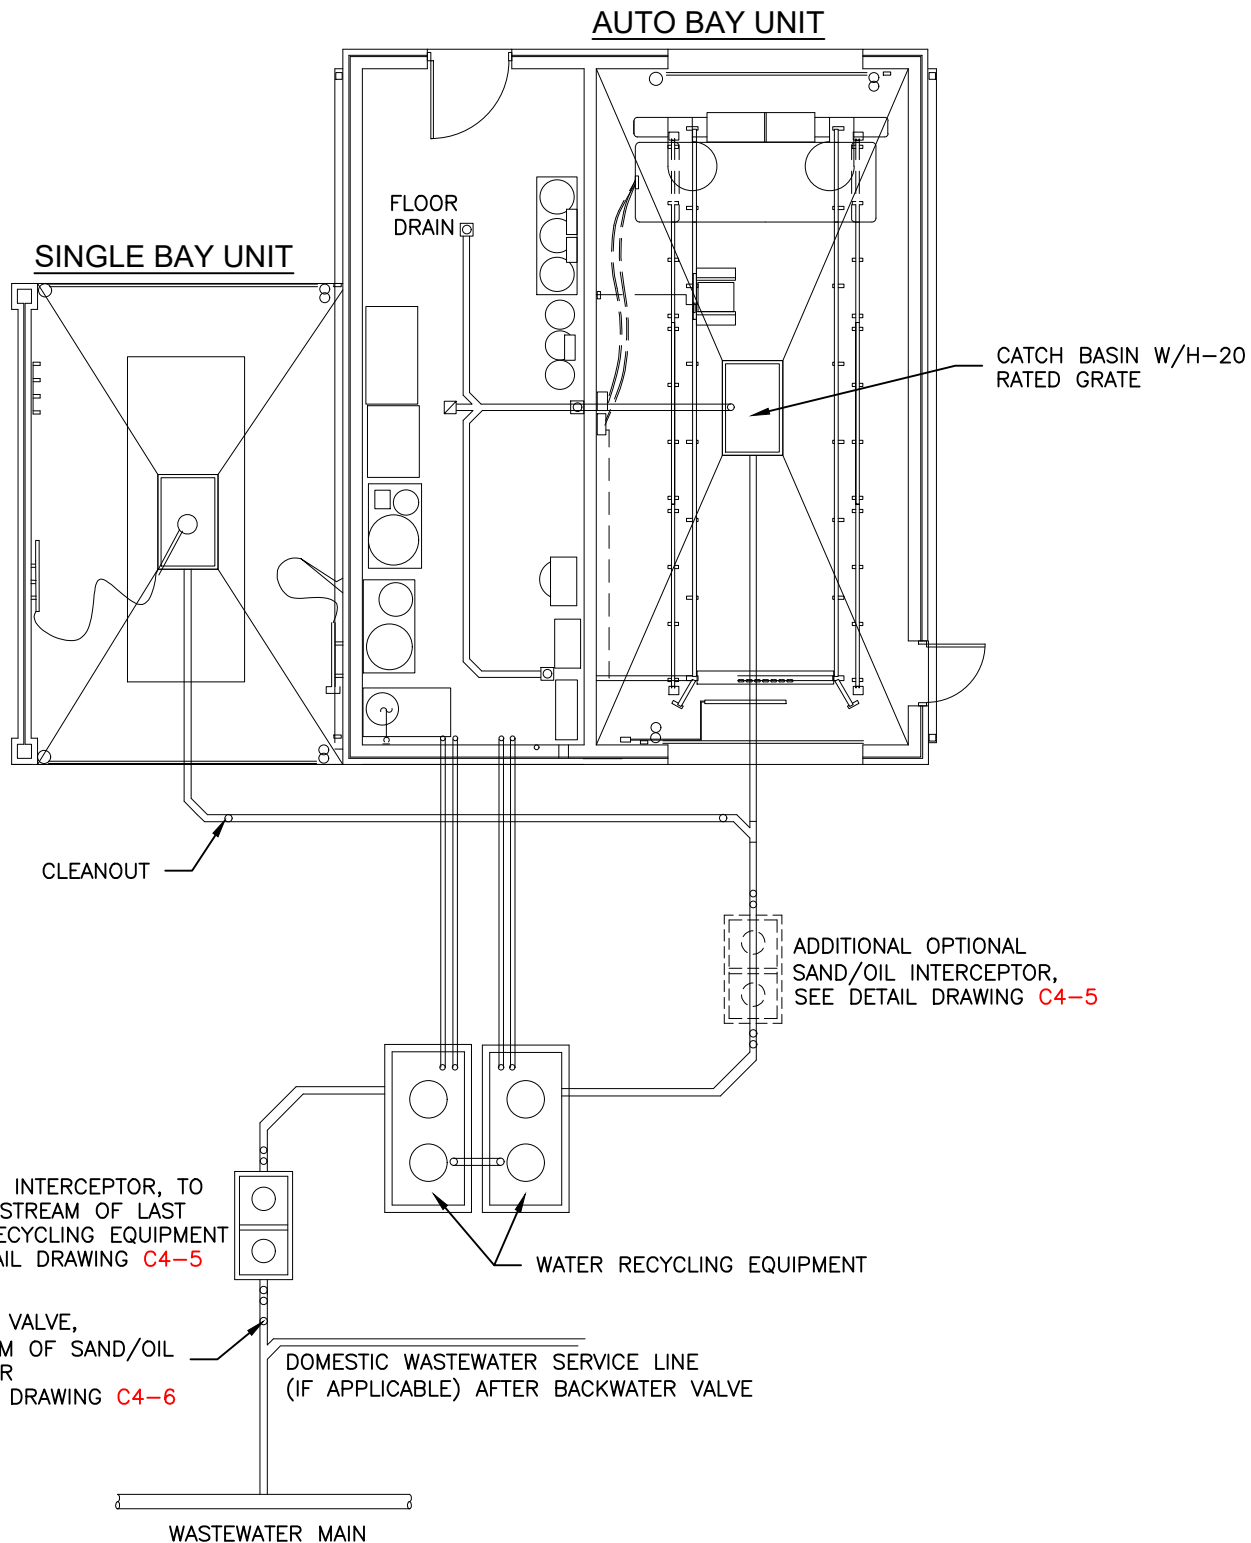 AUTO BAY UNIT
FLOOR
DRAIN
SINGLE BAY UNIT
CATCH BASIN W/H-20
RATED GRATE
CLEANOUT
ADDITIONAL OPTIONAL
SAND/OIL INTERCEPTOR,
SEE DETAIL DRAWING C4-5
INTERCEPTOR, TO
STREAM OF LAST
ECYCLING EQUIPMENT
AIL DRAWING C4-5
WATER RECYCLING EQUIPMENT
VALVE,
M OF SAND/OIL
R
DRAWING C4-6
DOMESTIC WASTEWATER SERVICE LINE
(IF APPLICABLE) AFTER BACKWATER VALVE
WASTEWATER MAIN